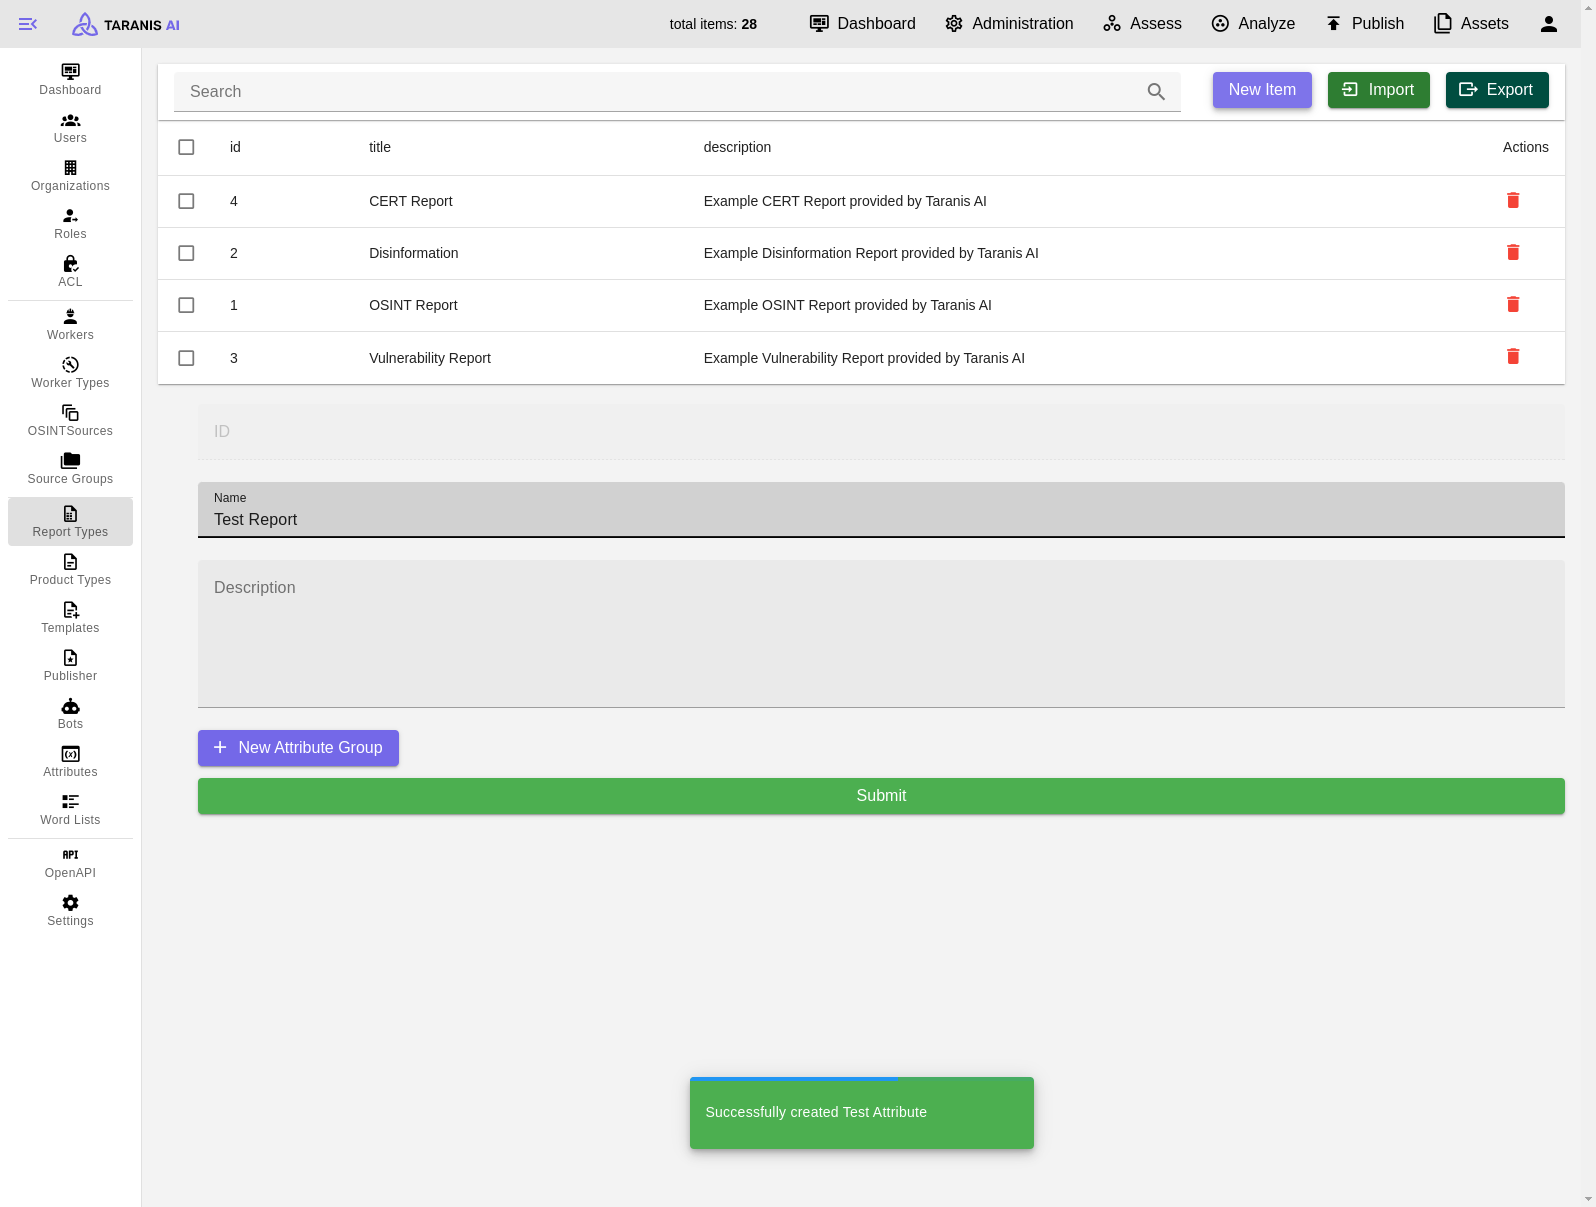 TARANIS AI
total items: 28
Dashboard
Administration
Assess
Analyze
Publish
Assets
Dashboard
Users
Organizations
Roles
ACL
Workers
Worker Types
OSINTSources
Source Groups
Report Types
Product Types
Templates
Publisher
Bots
Attributes
Word Lists
API
OpenAPI
Settings
Search
New Item
Import
Export
id title description Actions
4 CERT Report Example CERT Report provided by Taranis AI
2 Disinformation Example Disinformation Report provided by Taranis AI
1 OSINT Report Example OSINT Report provided by Taranis AI
3 Vulnerability Report Example Vulnerability Report provided by Taranis AI
ID
Name
Test Report
Description
New Attribute Group
Submit
Successfully created Test Attribute